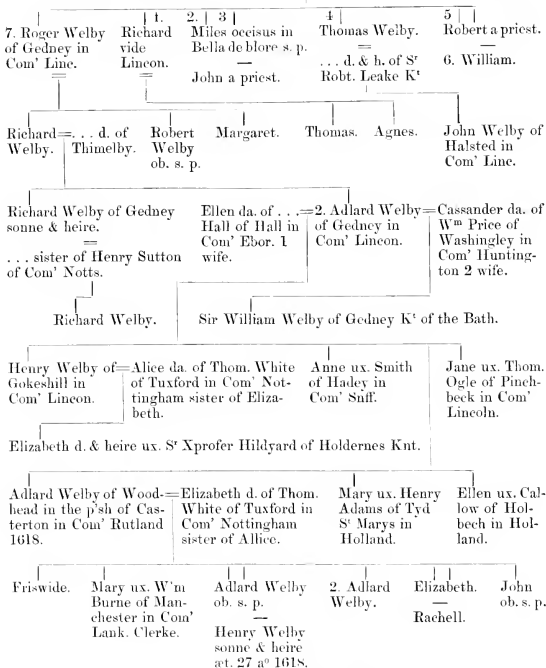 1. 2. 3 4 5
7. Roger Welby of Gedney in Com' Linc.
Richard vide Lincon.
Miles occisus in Bella de blore s. p.
—
John a priest.
Thomas Welby.
=
. . . d. & h. of Sr Robt. Leake Kt
Robert a priest.
—
6. William.
Richard Welby.
=
. . . d. of Thimelby.
Robert Welby ob. s. p.
Margaret.
Thomas.
Agnes.
John Welby of Halsted in Com' Linc.
Richard Welby of Gedney sonne & heire.
=
. . . sister of Henry Sutton of Com' Notts.
Ellen da. of . . . Hall of Hall in Com' Ebor. 1 wife.
=
2. Adlard Welby of Gedney in Com' Lincon.
=
Cassander da. of Wm Price of Washingley in Com' Huntington 2 wife.
Richard Welby.
Sir William Welby of Gedney Kt of the Bath.
Henry Welby of Gokeshill in Com' Lincon.
=
Alice da. of Thom. White of Tuxford in Com' Nottingham sister of Elizabeth.
Anne ux. Smith of Hadey in Com' Suff.
Jane ux. Thom. Ogle of Pinchbeck in Com' Lincoln.
Elizabeth d. & heire ux. Sr Xprofer Hildyard of Holdernes Knt.
Adlard Welby of Woodhead in the p'sh of Casterton in Com' Rutland 1618.
=
Elizabeth d. of Thom. White of Tuxford in Com' Nottingham sister of Allice.
Mary ux. Henry Adams of Tyd St Marys in Holland.
Ellen ux. Callow of Holbech in Holland.
Friswide.
Mary ux. W'm Burne of Manchester in Com' Lank. Clerke.
Adlard Welby ob. s. p.
—
Henry Welby sonne & heire æt. 27 ao 1618.
2. Adlard Welby.
Elizabeth.
—
Rachell.
John ob. s. p.